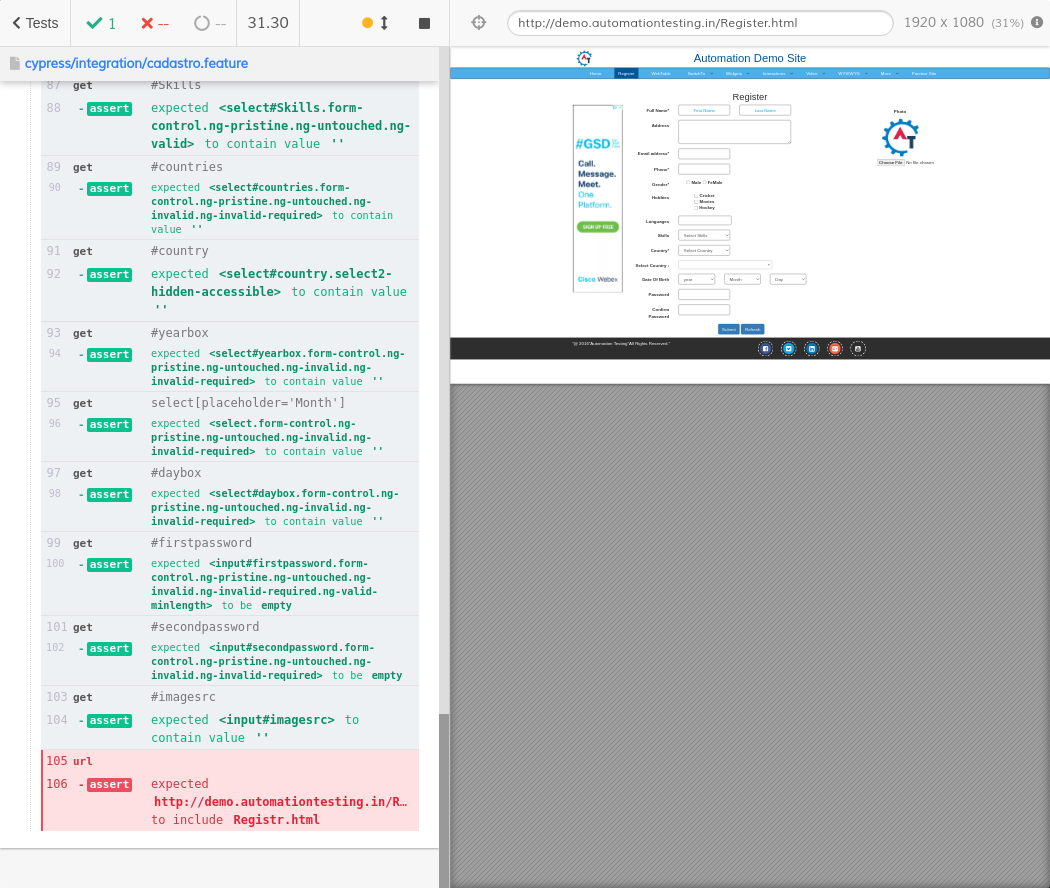 Tests
1
--
--
31.30
http://demo.automationtesting.in/Register.html
1920 x 1080 (31%)
cypress/integration/cadastro.feature
87 get #Skills
88 - assert expected <select#Skills.form-
control.ng-pristine.ng-untouched.ng-
valid> to contain value ''
89 get #countries
90 - assert expected <select#countries.form-
control.ng-pristine.ng-untouched.ng-
invalid.ng-invalid-required> to contain
value ''
91 get #country
92 - assert expected <select#country.select2-
hidden-accessible> to contain value
''
93 get #yearbox
94 - assert expected <select#yearbox.form-control.ng-
pristine.ng-untouched.ng-invalid.ng-
invalid-required> to contain value ''
95 get select[placeholder='Month']
96 - assert expected <select.form-control.ng-
pristine.ng-untouched.ng-invalid.ng-
invalid-required> to contain value ''
97 get #daybox
98 - assert expected <select#daybox.form-control.ng-
pristine.ng-untouched.ng-invalid.ng-
invalid-required> to contain value ''
99 get #firstpassword
100 - assert expected <input#firstpassword.form-
control.ng-pristine.ng-untouched.ng-
invalid.ng-invalid-required.ng-valid-
minlength> to be empty
101 get #secondpassword
102 - assert expected <input#secondpassword.form-
control.ng-pristine.ng-untouched.ng-
invalid.ng-invalid-required> to be empty
103 get #imagesrc
104 - assert expected <input#imagesrc> to
contain value ''
105 url
106 - assert expected
http://demo.automationtesting.in/R…
to include Registr.html
Automation Demo Site
Home Register WebTable SwitchTo Widgets Interactions Video WYSIWYG More Practice Site
Register
#GSD
Call.
Message.
Meet.
One
Platform.
SIGN UP FREE
Cisco Webex
Full Name* First Name Last Name
Address
Email address*
Phone*
Gender* Male FeMale
Hobbies Cricket
Movies
Hockey
Languages
Skills Select Skills
Country* Select Country
Select Country :
Date Of Birth year Month Day
Password
Confirm
Password
Submit Refresh
Photo
AT
Choose File No file chosen
"@ 2016"Automation Testing"All Rights Reserved."